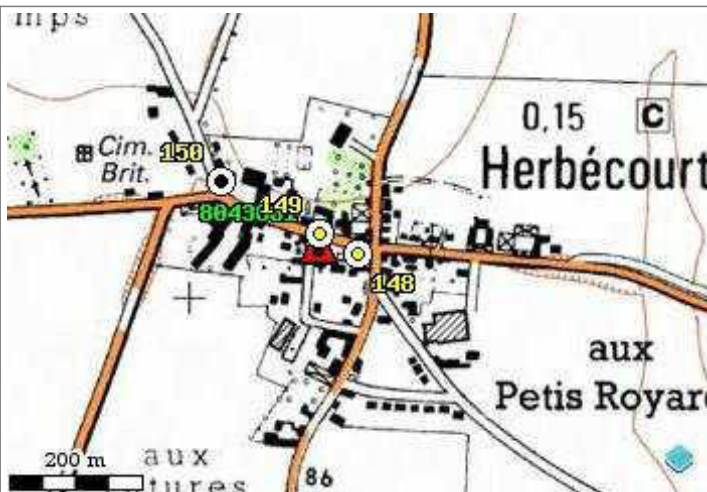 mps
0,15 C
Cim.
Brit.
150
Herbécourt
149
148
aux
Petis Royar
200 m
aux
tures
86